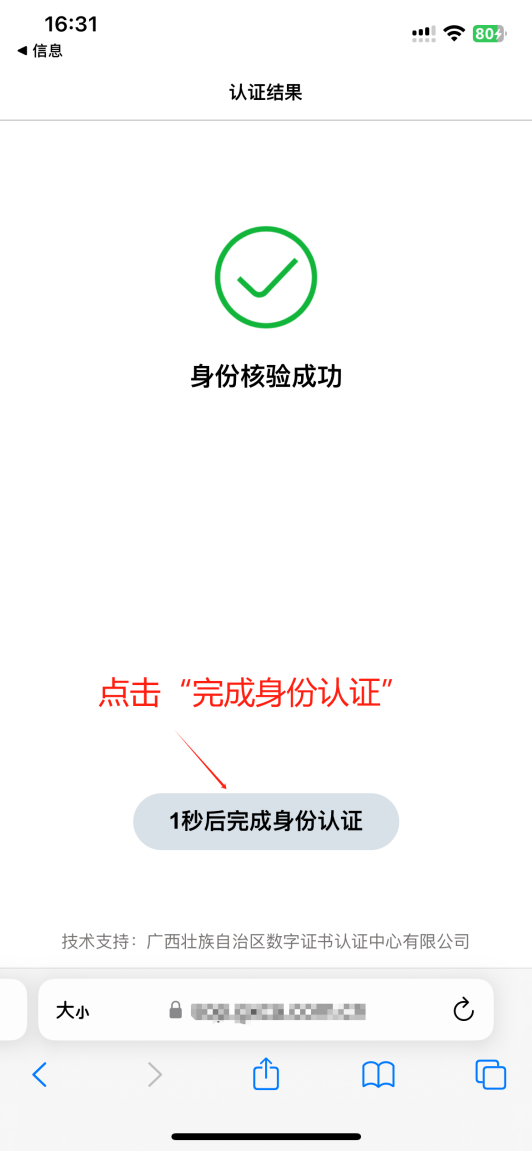 16:31
80
◀ 信息
认证结果
身份核验成功
点击“完成身份认证”
1秒后完成身份认证
技术支持：广西壮族自治区数字证书认证中心有限公司
大小